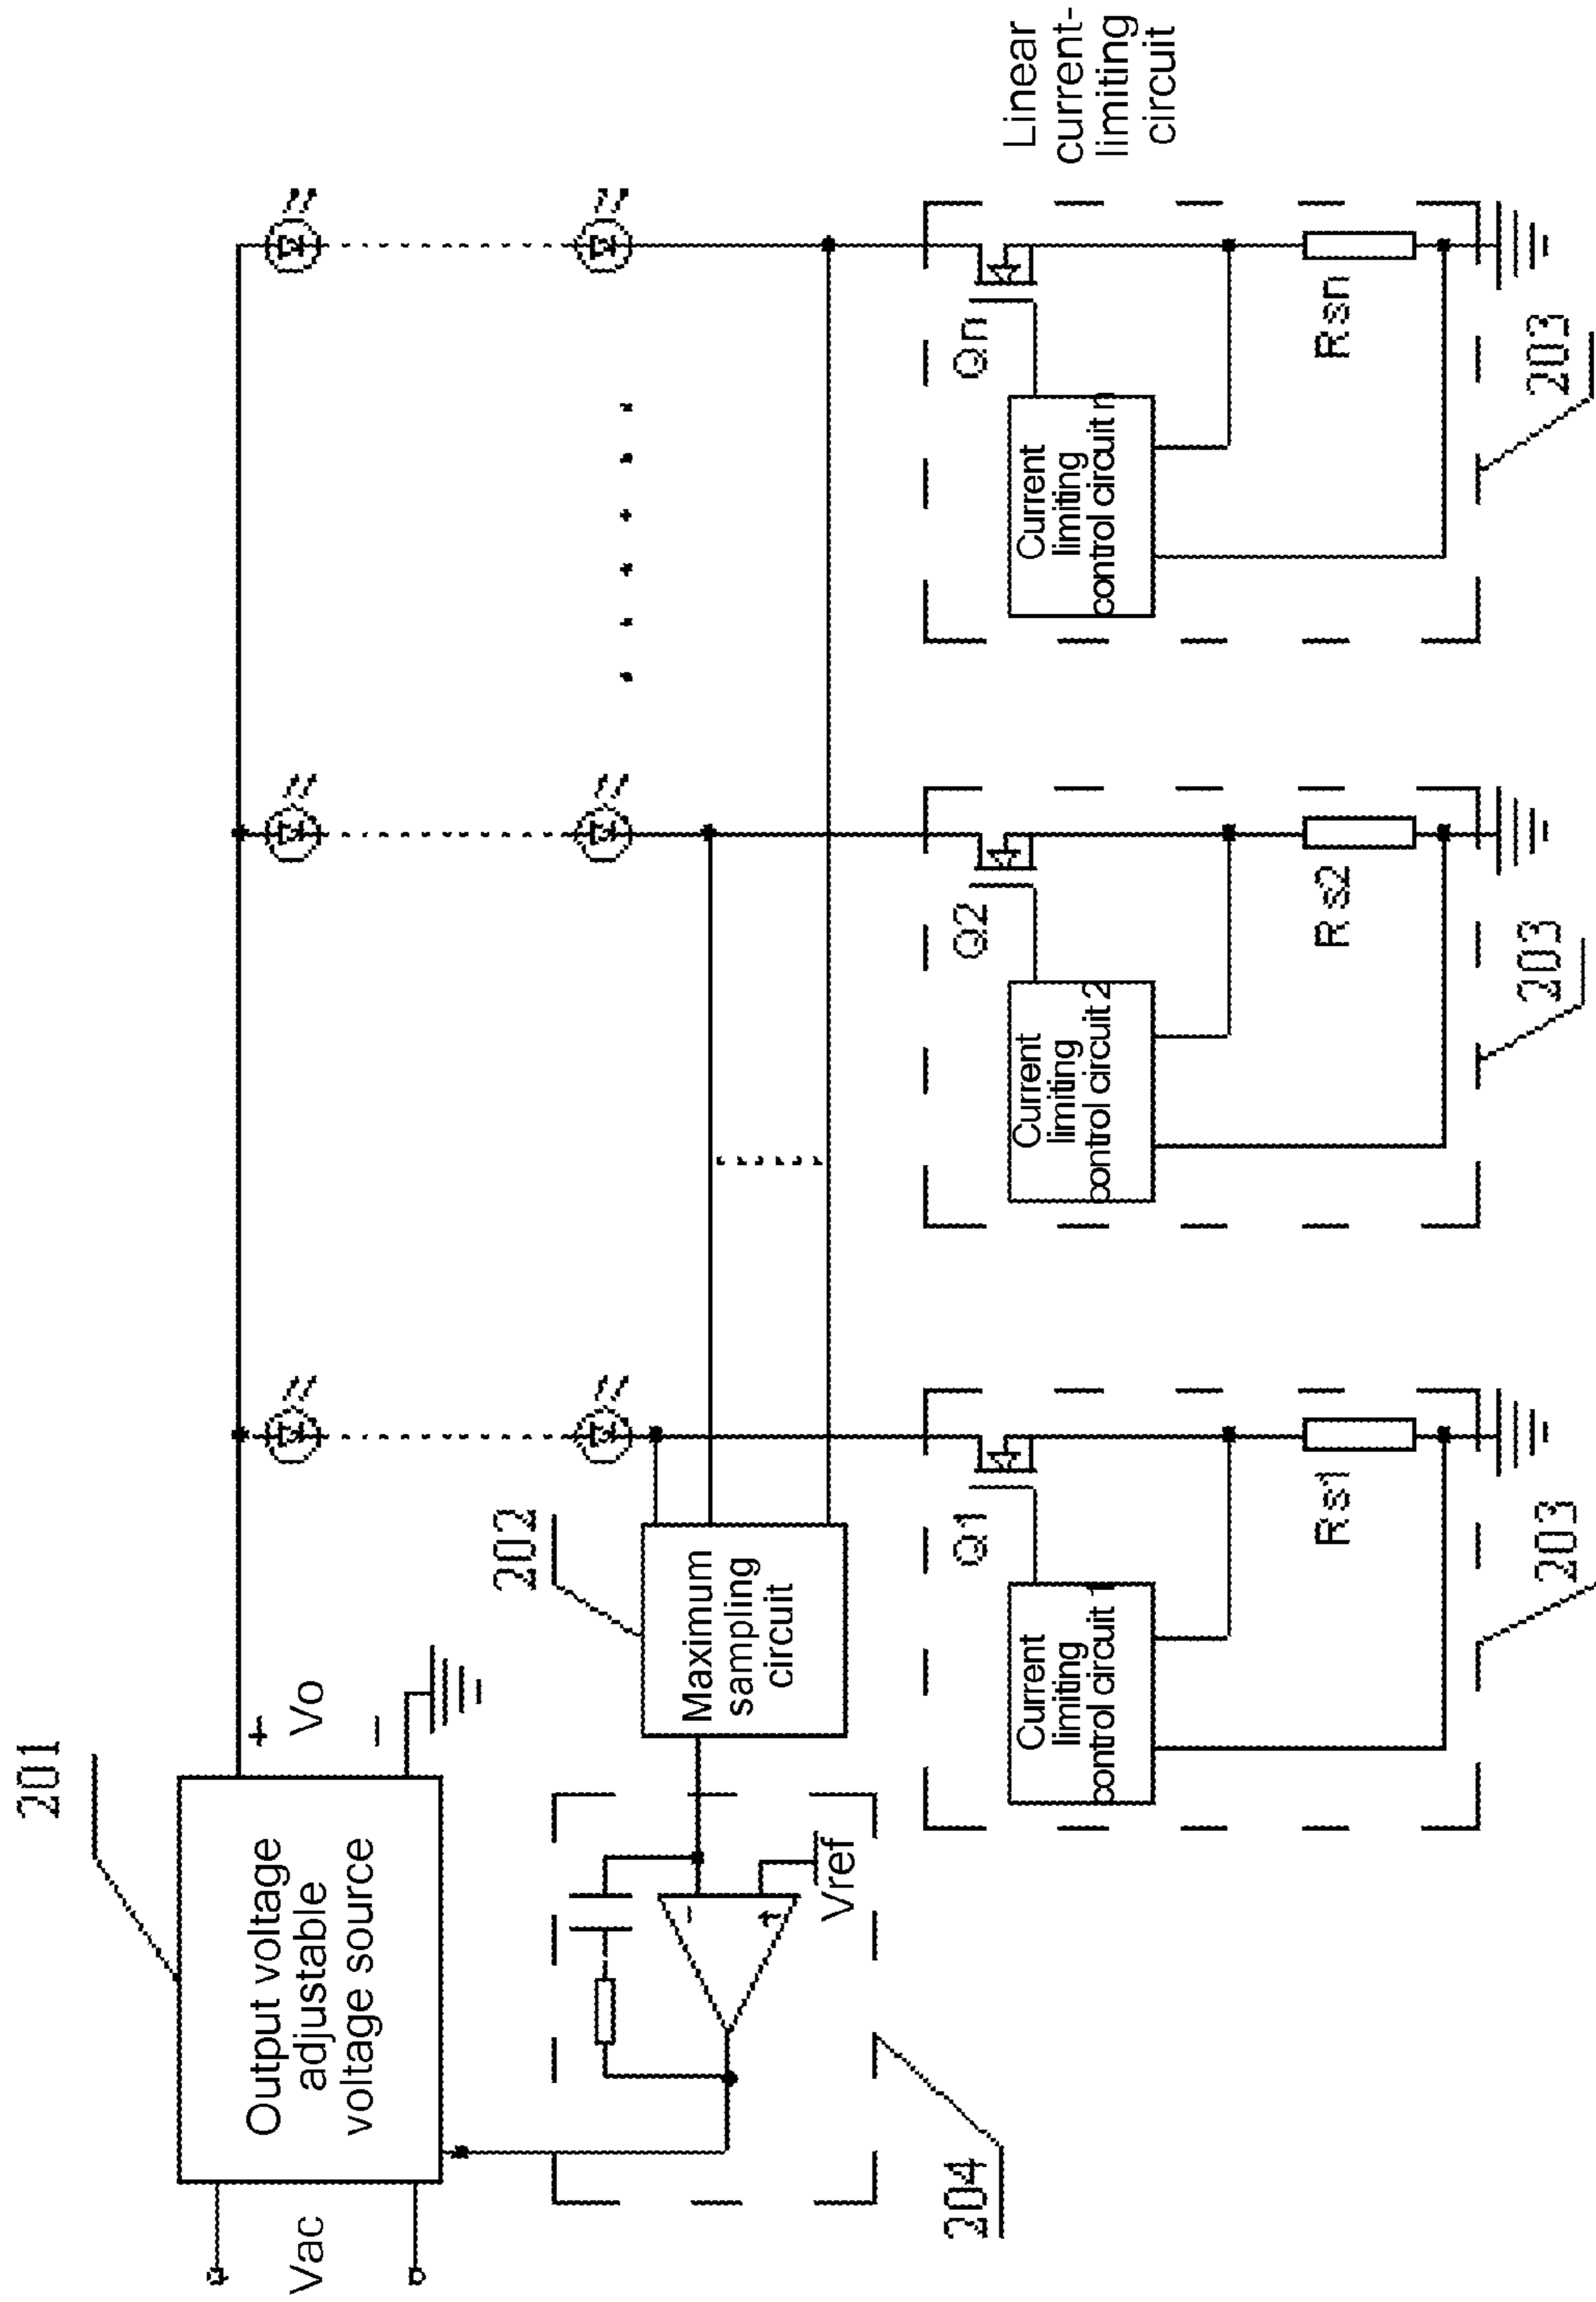 201
Output voltage
adjustable
voltage source
Vac
+
Vo
−
202
Maximum
sampling
circuit
−
+
Vref
204
Q1
Current
limiting
control circuit 1
Rs1
203
Q2
Current
limiting
control circuit 2
Rs2
203
Qn
Current
limiting
control circuit n
Rsn
203
Linear
current-
limiting
circuit